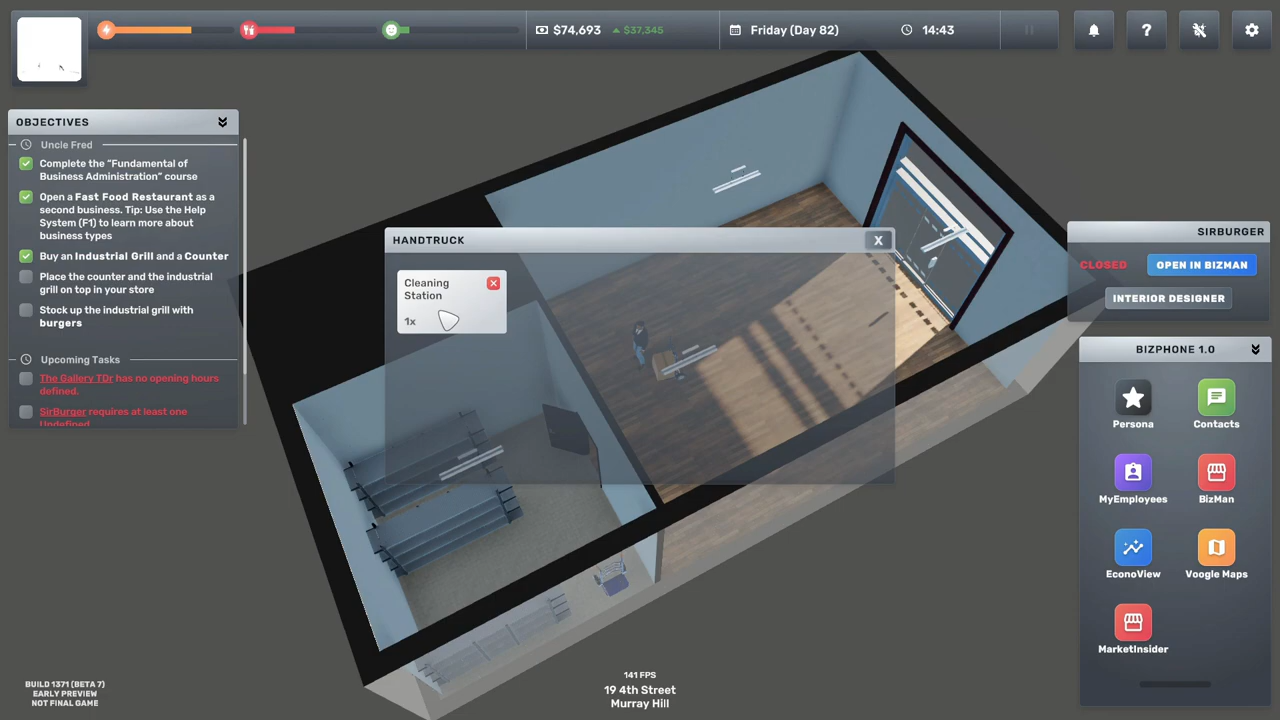 $74,693
$37,345
Friday (Day 82)
14:43
?
OBJECTIVES
Uncle Fred
Complete the “Fundamental of
Business Administration” course
Open a Fast Food Restaurant as a
second business. Tip: Use the Help
System (F1) to learn more about
business types
Buy an Industrial Grill and a Counter
Place the counter and the industrial
grill on top in your store
Stock up the industrial grill with
burgers
Upcoming Tasks
The Gallery TDr has no opening hours
defined.
SirBurger requires at least one
Undefined
HANDTRUCK
X
Cleaning
Station
1x
SIRBURGER
CLOSED
OPEN IN BIZMAN
INTERIOR DESIGNER
BIZPHONE 1.0
Persona
Contacts
MyEmployees
BizMan
EconoView
Voogle Maps
MarketInsider
BUILD 1371 (BETA 7)
EARLY PREVIEW
NOT FINAL GAME
141 FPS
19 4th Street
Murray Hill